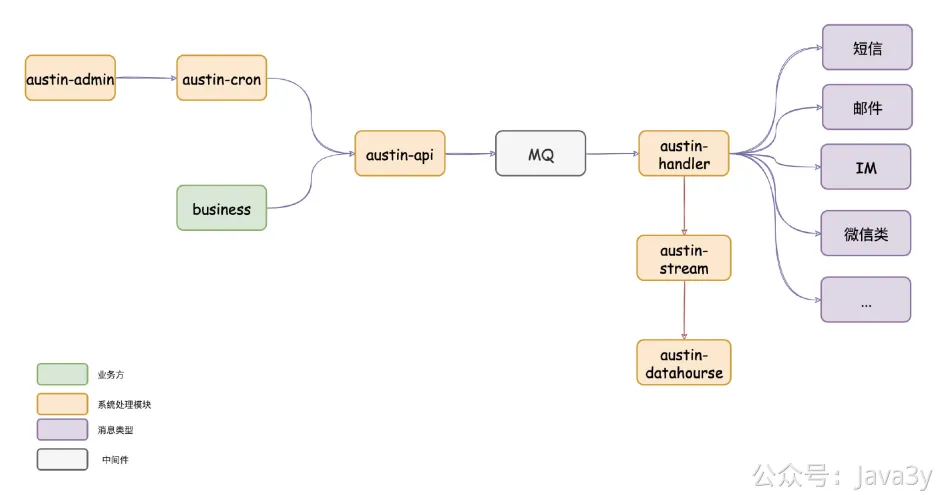 短信
austin-admin
austin-cron
邮件
austin-api
MQ
austin-
handler
IM
business
微信类
austin-
stream
...
austin-
datahourse
业务方
系统处理模块
消息类型
中间件
公众号：Java3y